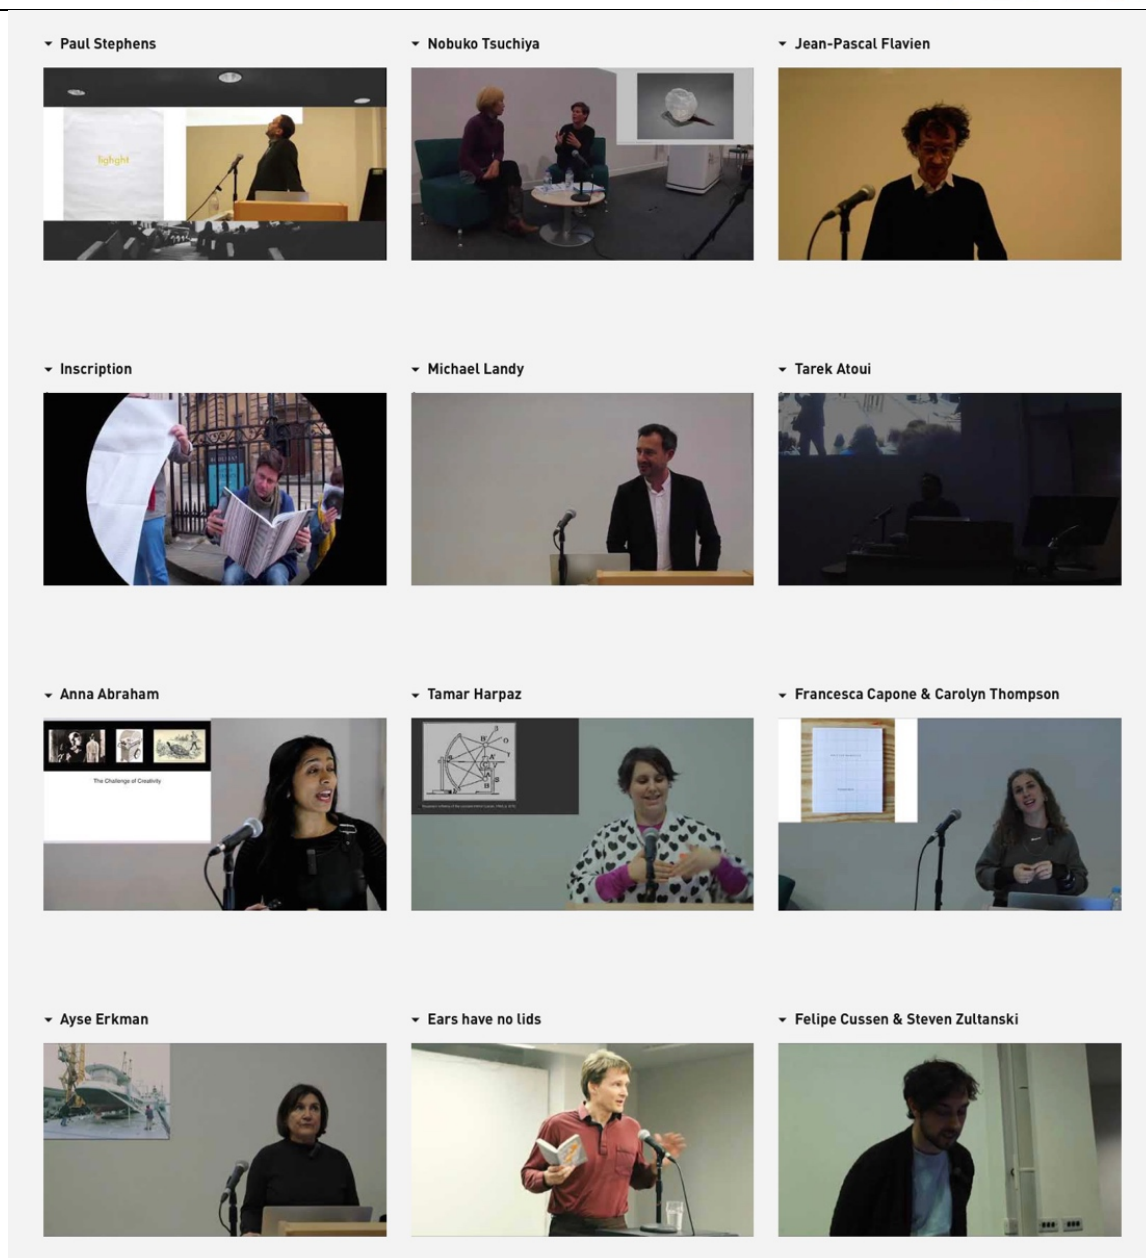 Paul Stephens
Nobuko Tsuchiya
Jean-Pascal Flavien
lighght
Inscription
Michael Landy
Tarek Atoui
Anna Abraham
Tamar Harpaz
Francesca Capone & Carolyn Thompson
The Challenge of Creativity
Ayse Erkman
Ears have no lids
Felipe Cussen & Steven Zultanski